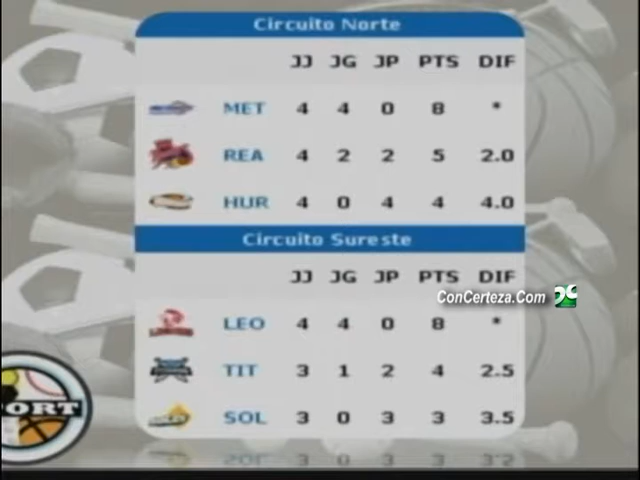 Circuito Norte
JJ JG JP PTS DIF
MET 4 4 0 8 *
REA 4 2 2 5 2.0
HUR 4 0 4 4 4.0
Circuito Sureste
JJ JG JP PTS DIF
ConCerteza.Com
LEO 4 4 0 8 *
TIT 3 1 2 4 2.5
SOL 3 0 3 3 3.5
ORT